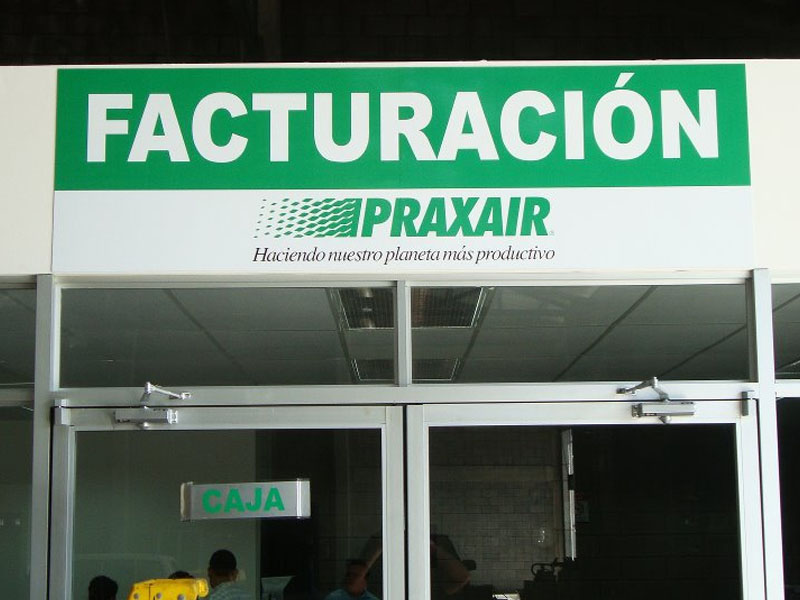 FACTURACIÓN
PRAXAIR
Haciendo nuestro planeta más productivo
CAJA